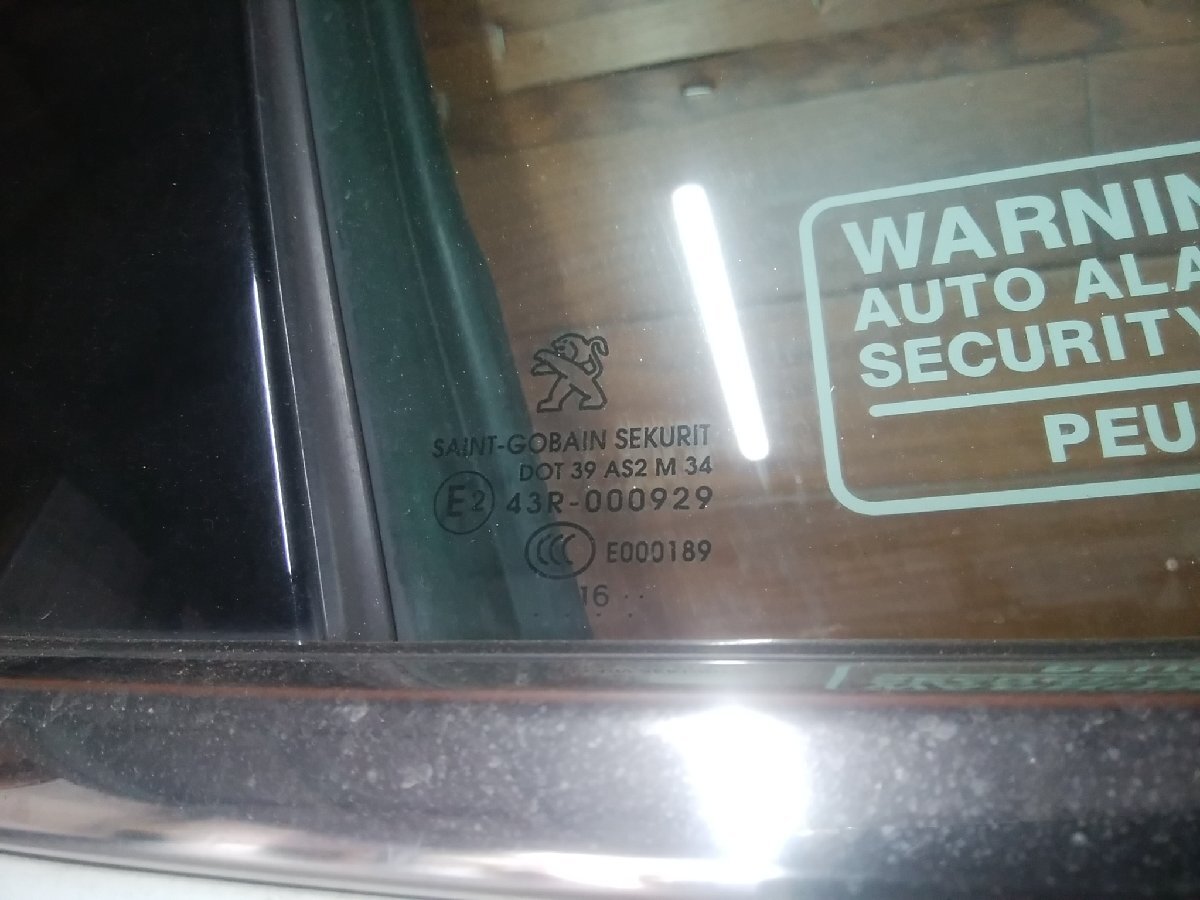 SAINT-GOBAIN SEKURIT
DOT 39 AS2 M 34
E2 43R-000929
CCC E000189
16 ··
WARNIN
AUTO ALA
SECURITY
PEU